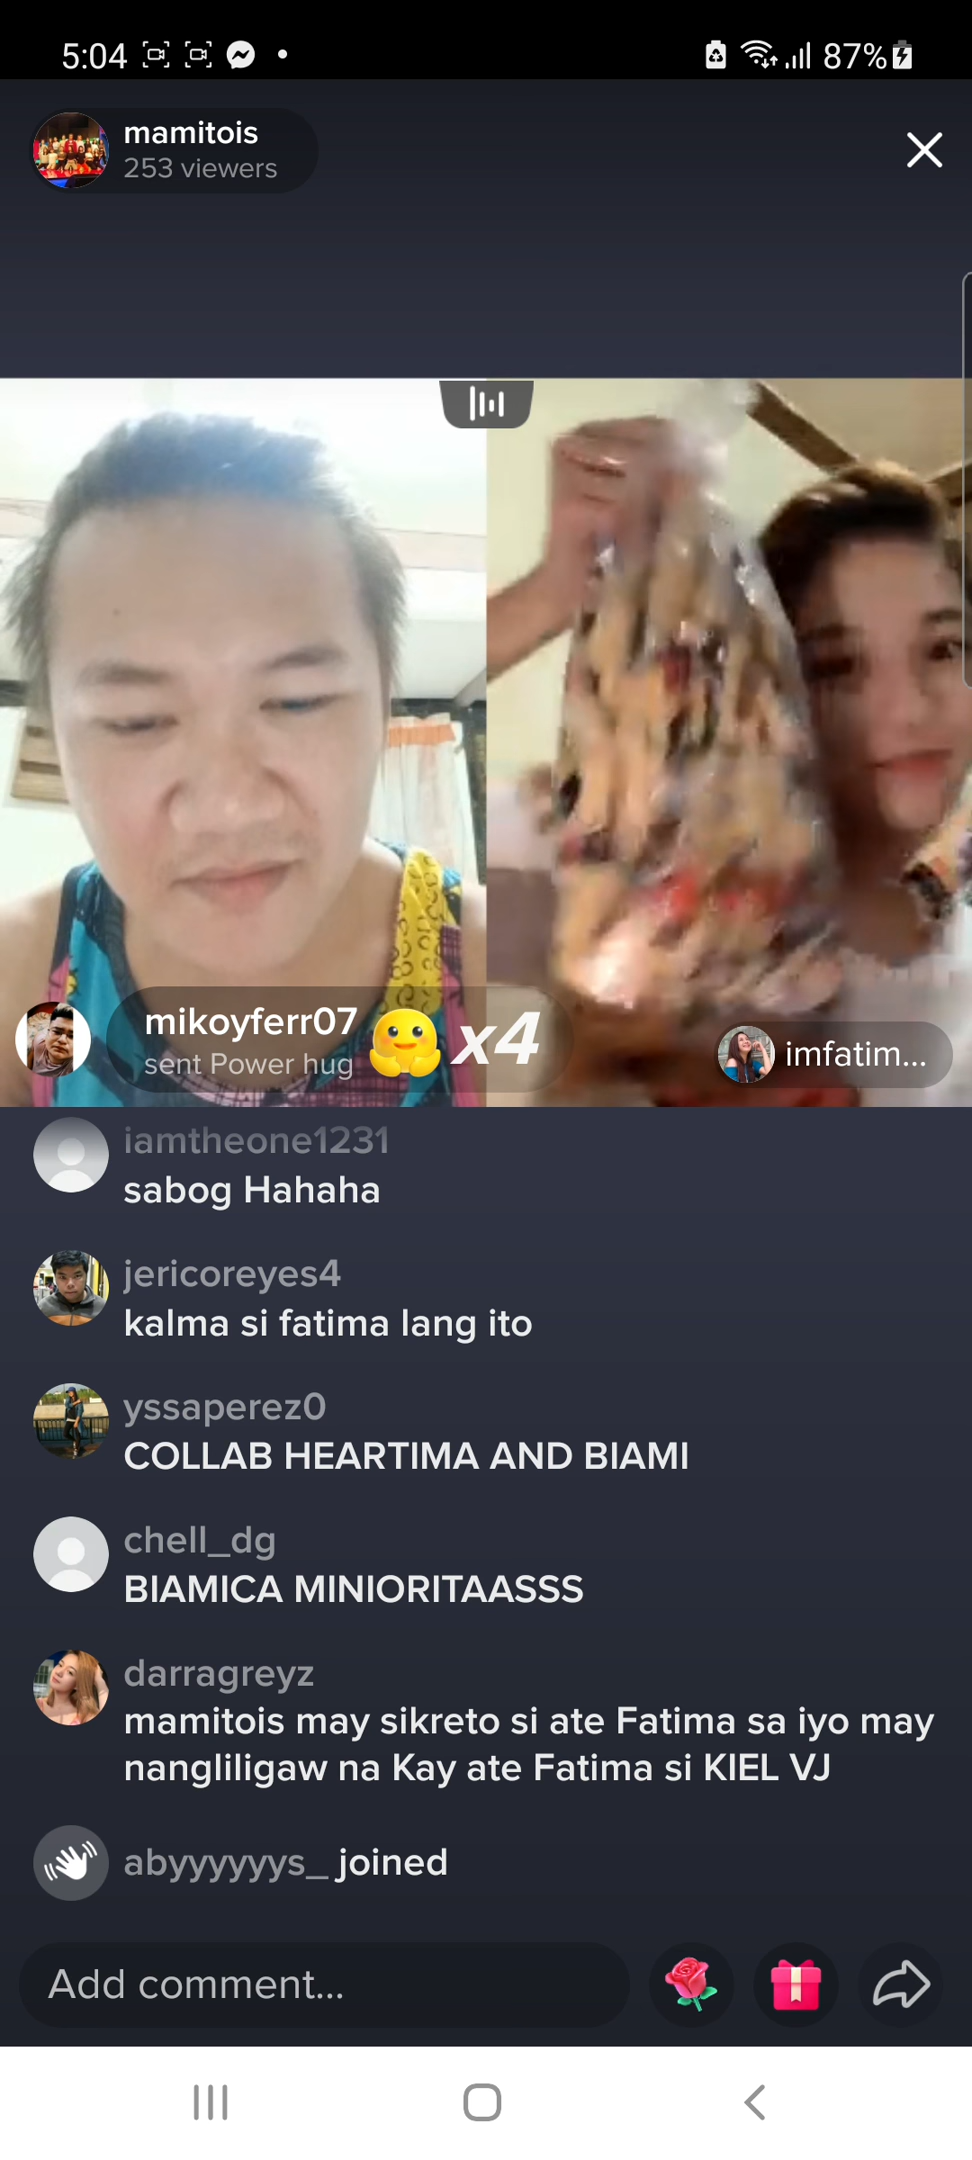 5:04
87%
mamitois
253 viewers
mikoyferr07
sent Power hug
x4
imfatim...
iamtheone1231
sabog Hahaha
jericoreyes4
kalma si fatima lang ito
yssaperez0
COLLAB HEARTIMA AND BIAMI
chell_dg
BIAMICA MINIORITAASSS
darragreyz
mamitois may sikreto si ate Fatima sa iyo may
nangliligaw na Kay ate Fatima si KIEL VJ
abyyyyyys_ joined
Add comment...